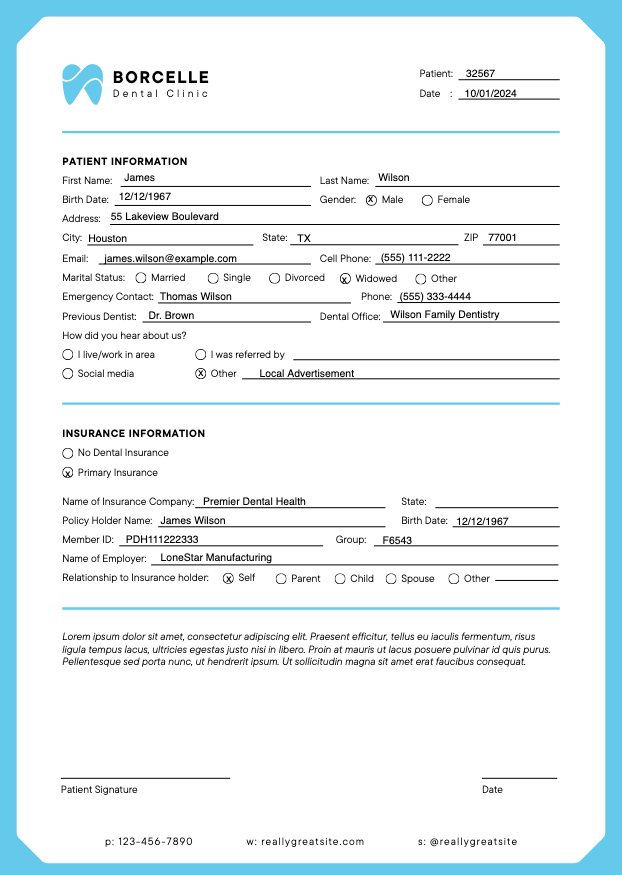 BORCELLE
Dental Clinic
Patient: 32567
Date : 10/01/2024
PATIENT INFORMATION
First Name: James Last Name: Wilson
Birth Date: 12/12/1967 Gender: X Male Female
Address: 55 Lakeview Boulevard
City: Houston State: TX ZIP 77001
Email: james.wilson@example.com Cell Phone: (555) 111-2222
Marital Status: Married Single Divorced X Widowed Other
Emergency Contact: Thomas Wilson Phone: (555) 333-4444
Previous Dentist: Dr. Brown Dental Office: Wilson Family Dentistry
How did you hear about us?
I live/work in area I was referred by
Social media X Other Local Advertisement
INSURANCE INFORMATION
No Dental Insurance
X Primary Insurance
Name of Insurance Company: Premier Dental Health State:
Policy Holder Name: James Wilson Birth Date: 12/12/1967
Member ID: PDH111222333 Group: F6543
Name of Employer: LoneStar Manufacturing
Relationship to Insurance holder: X Self Parent Child Spouse Other
Lorem ipsum dolor sit amet, consectetur adipiscing elit. Praesent efficitur, tellus eu iaculis fermentum, risus
ligula tempus lacus, ultricies egestas justo nisi in libero. Proin at mauris ut lacus posuere pulvinar id quis purus.
Pellentesque sed porta nunc, ut hendrerit ipsum. Ut sollicitudin magna sit amet erat faucibus consequat.
Patient Signature Date
p: 123-456-7890 w: reallygreatsite.com s: @reallygreatsite